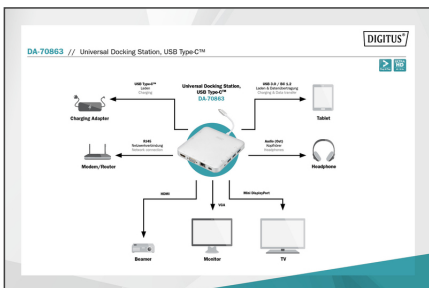 DIGITUS®
DA-70863 // Universal Docking Station, USB Type-C™
USB Type-C™
Laden
Charging
Universal Docking Station,
USB Type-C™
DA-70863
USB 3.0 / BC 1.2
Laden & Datenübertragung
Charging & Data transfer
Charging Adapter
Tablet
RJ45
Netzwerkverbindung
Network connection
Audio (Out)
Kopfhörer
Headphones
Modem/Router
Headphone
HDMI
VGA
Mini DisplayPort
Beamer
Monitor
TV